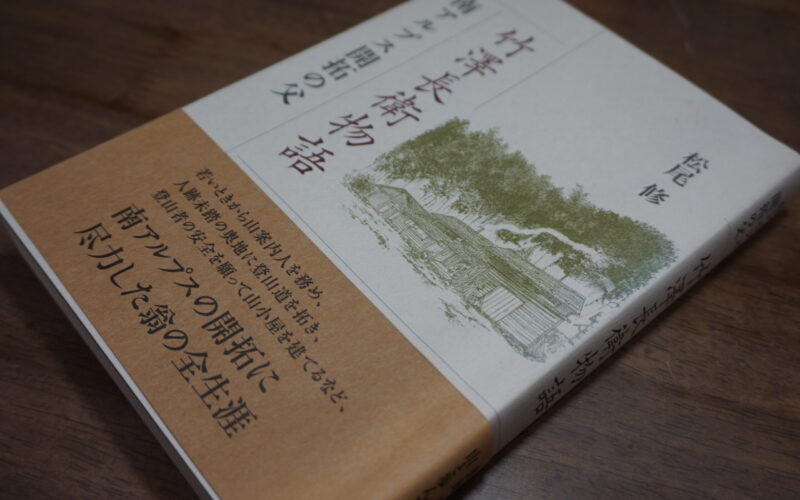 南アルプス開拓の父
竹澤長衛物語
松尾 修
若いときから山案内人を務め、
人跡未踏の奥地に登山道を拓き、
登山者の安全を願って山小屋を建てるなど、
南アルプスの開拓に
尽力した翁の全生涯
竹澤長衛物語